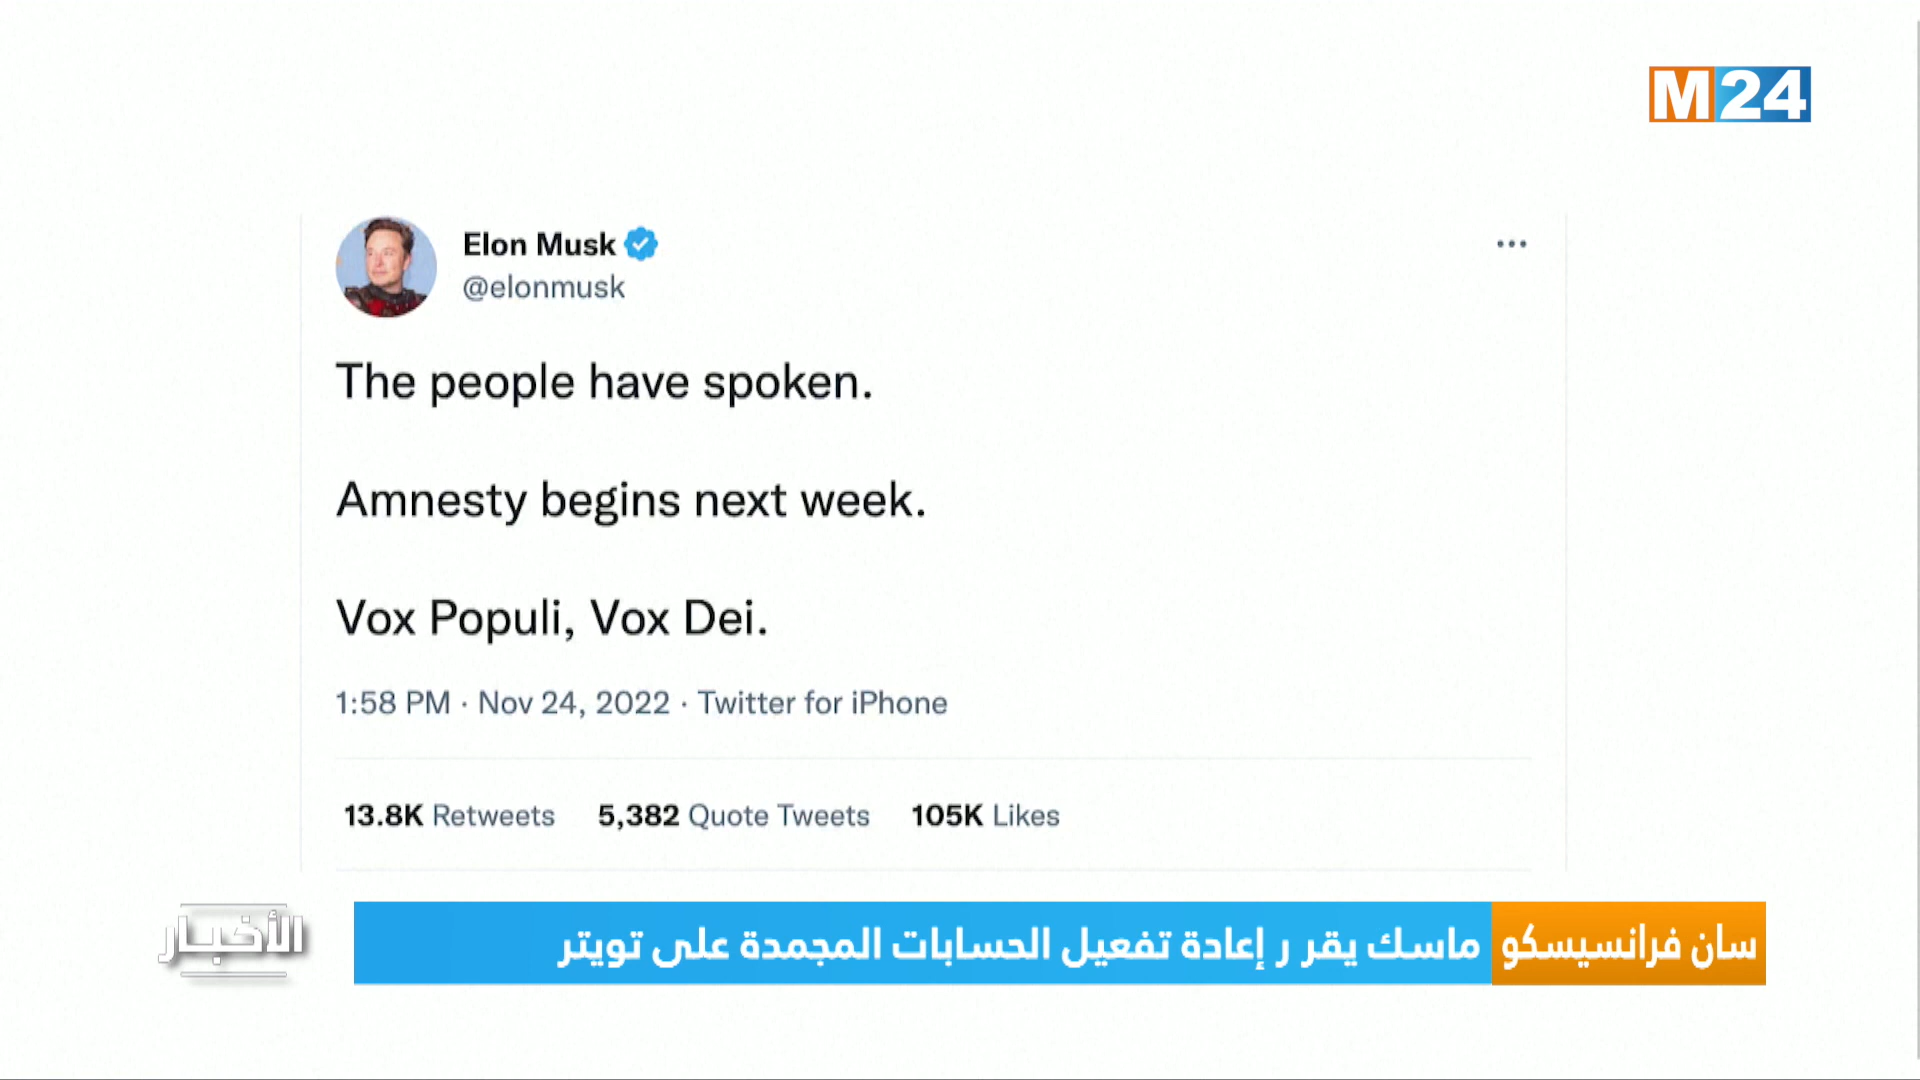 M24
Elon Musk
@elonmusk
The people have spoken.
Amnesty begins next week.
Vox Populi, Vox Dei.
1:58 PM · Nov 24, 2022 · Twitter for iPhone
13.8K Retweets 5,382 Quote Tweets 105K Likes
سان فرانسيسكو ماسك يقر ر إعادة تفعيل الحسابات المجمدة على تويتر
الأخبار